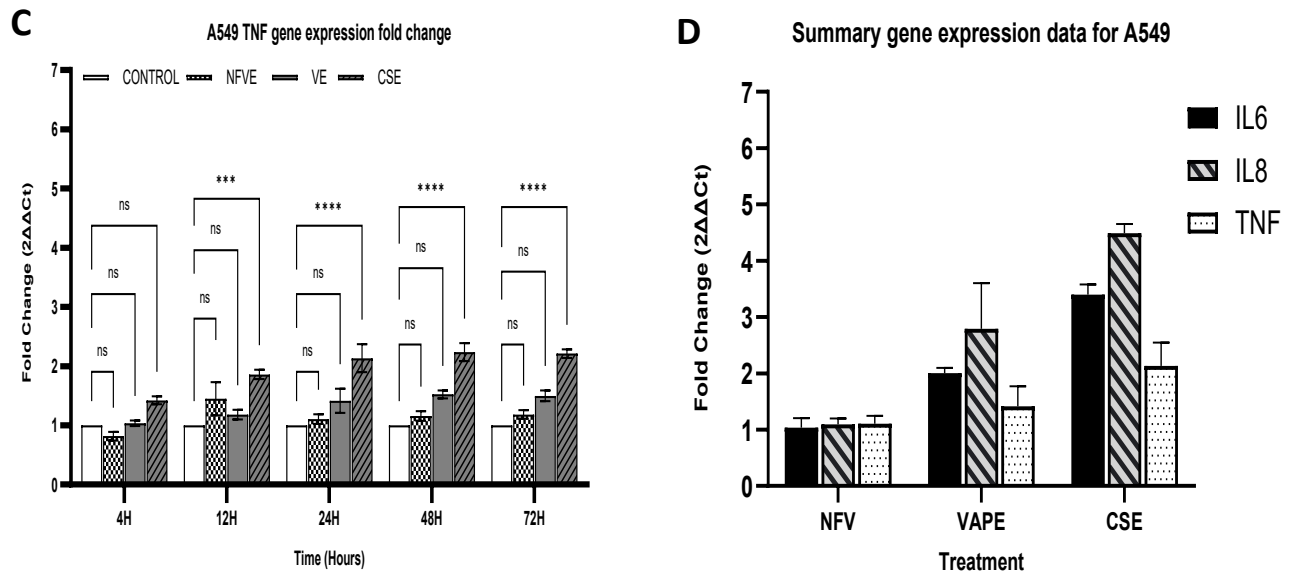 C
A549 TNF gene expression fold change
CONTROL NFVE VE CSE
Fold Change (2ΔΔCt)
7
6
5
4
3
2
1
0
ns ns ns ns
ns ns ns ***
ns ns ****
ns ns ****
ns ns ****
4H 12H 24H 48H 72H
Time (Hours)
D
Summary gene expression data for A549
IL6
IL8
TNF
Fold Change (2ΔΔCt)
7
6
5
4
3
2
1
0
NFV VAPE CSE
Treatment